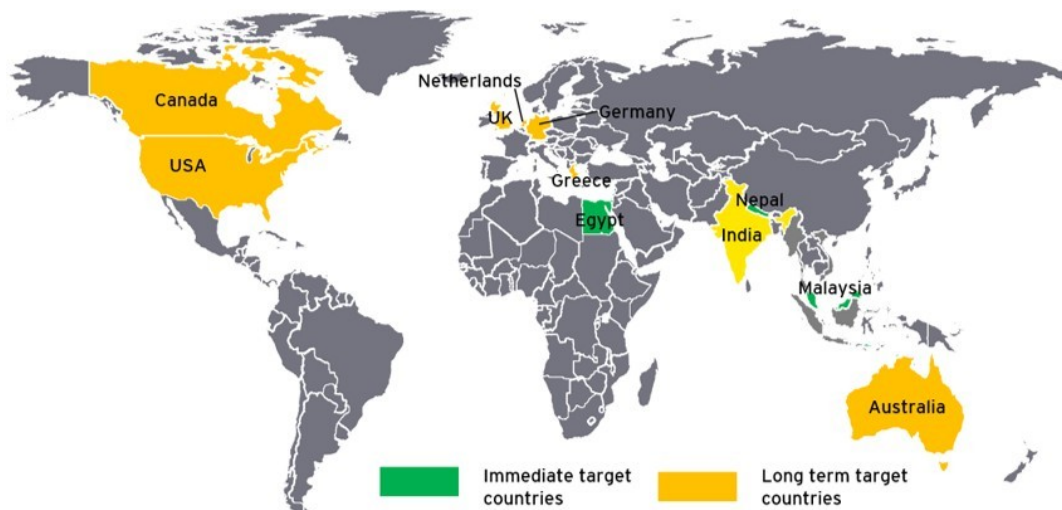 Netherlands
Canada
UK
Germany
USA
Greece
Nepal
Egypt
India
Malaysia
Australia
Immediate target
countries
Long term target
countries